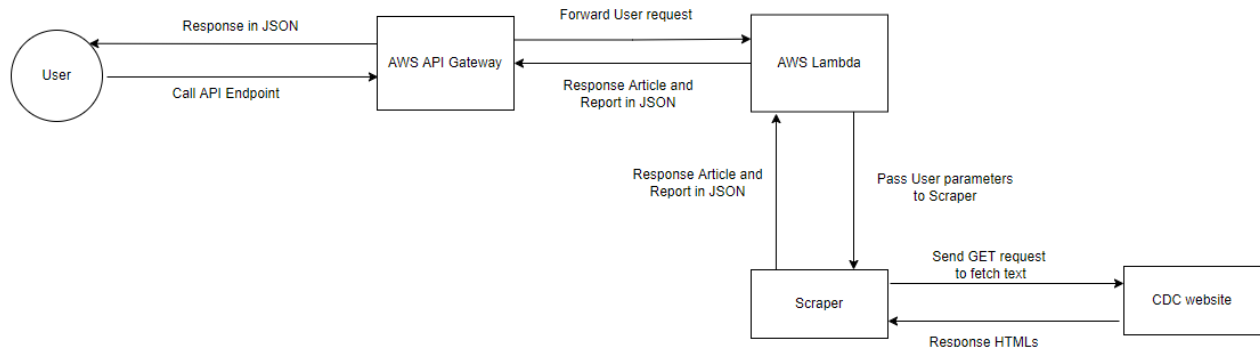 Forward User request
Response in JSON
User
AWS API Gateway
AWS Lambda
Call API Endpoint
Response Article and
Report in JSON
Response Article and
Report in JSON
Pass User parameters
to Scraper
Send GET request
to fetch text
Scraper
CDC website
Response HTMLs